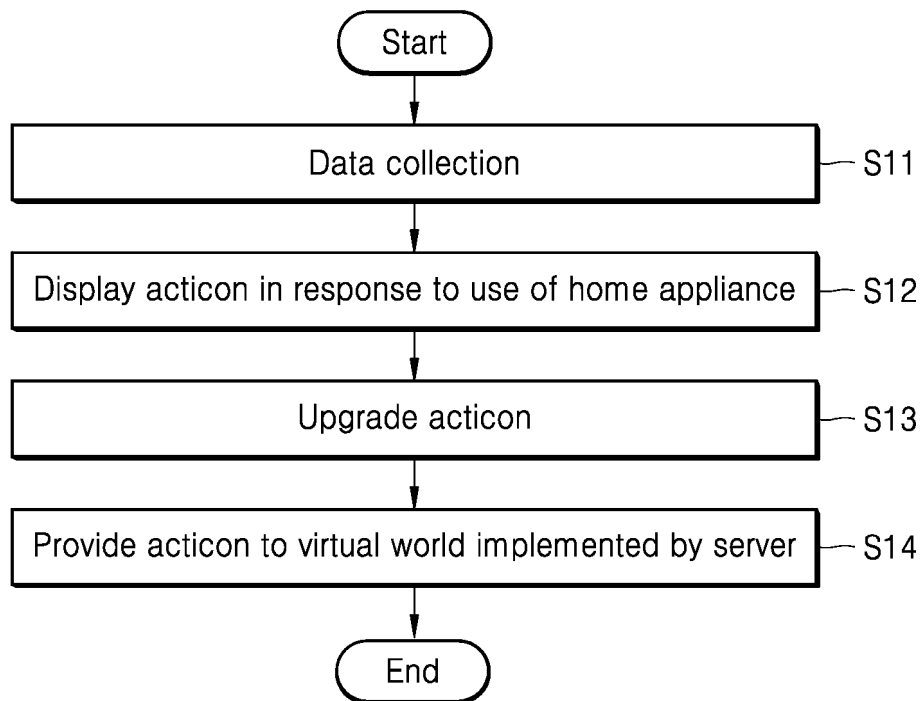 Start
Data collection
S11
Display acticon in response to use of home appliance
S12
Upgrade acticon
S13
Provide acticon to virtual world implemented by server
S14
End